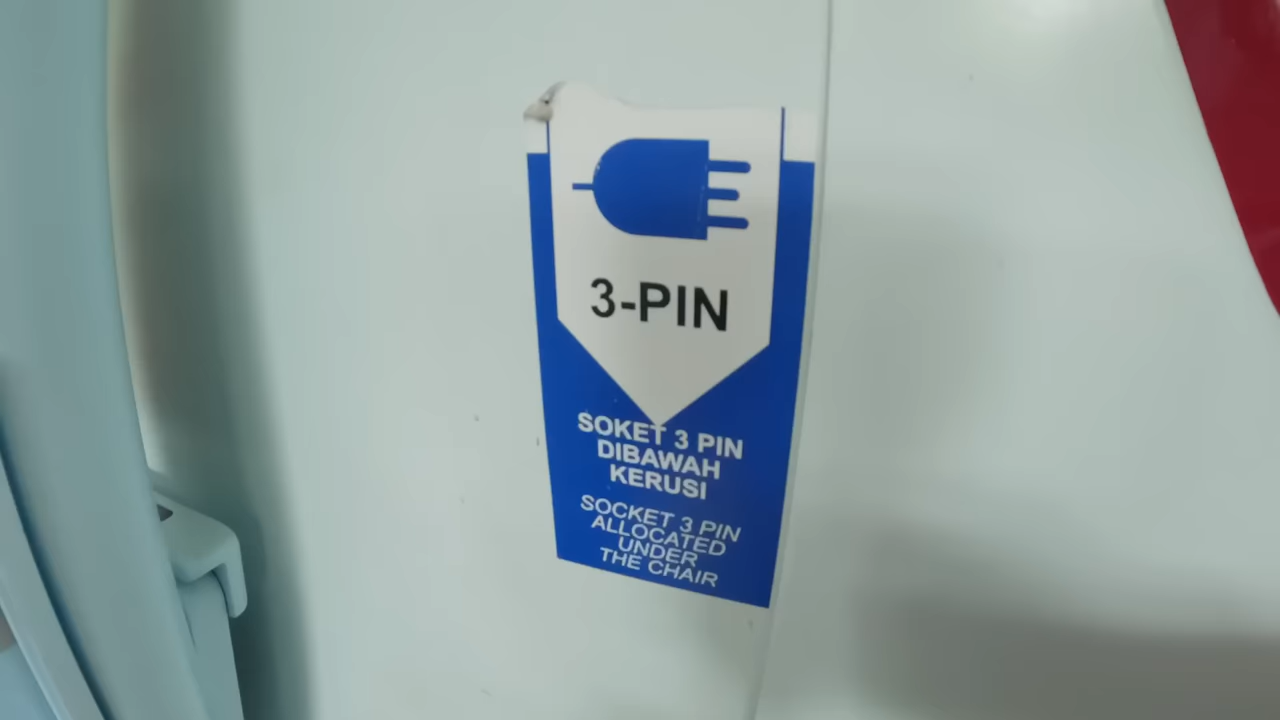 3-PIN
SOKET 3 PIN
DIBAWAH
KERUSI
SOCKET 3 PIN
ALLOCATED
UNDER
THE CHAIR